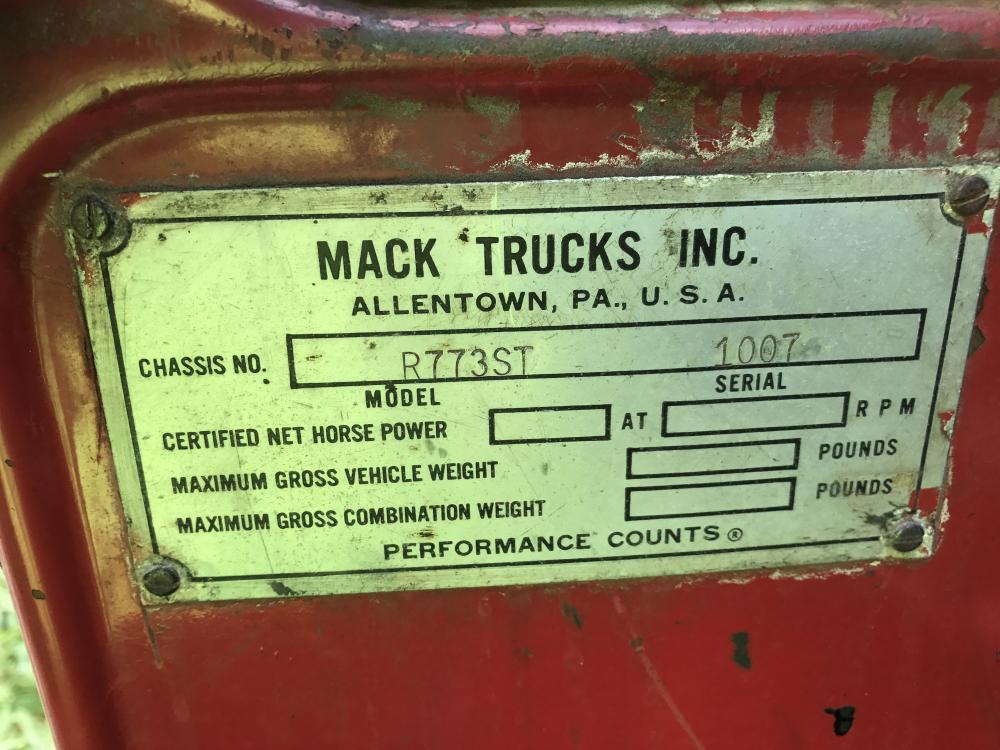 MACK TRUCKS INC.
ALLENTOWN, PA., U. S. A.
CHASSIS NO. R773ST 1007
MODEL SERIAL
CERTIFIED NET HORSE POWER AT RPM
MAXIMUM GROSS VEHICLE WEIGHT POUNDS
MAXIMUM GROSS COMBINATION WEIGHT POUNDS
PERFORMANCE COUNTS ®